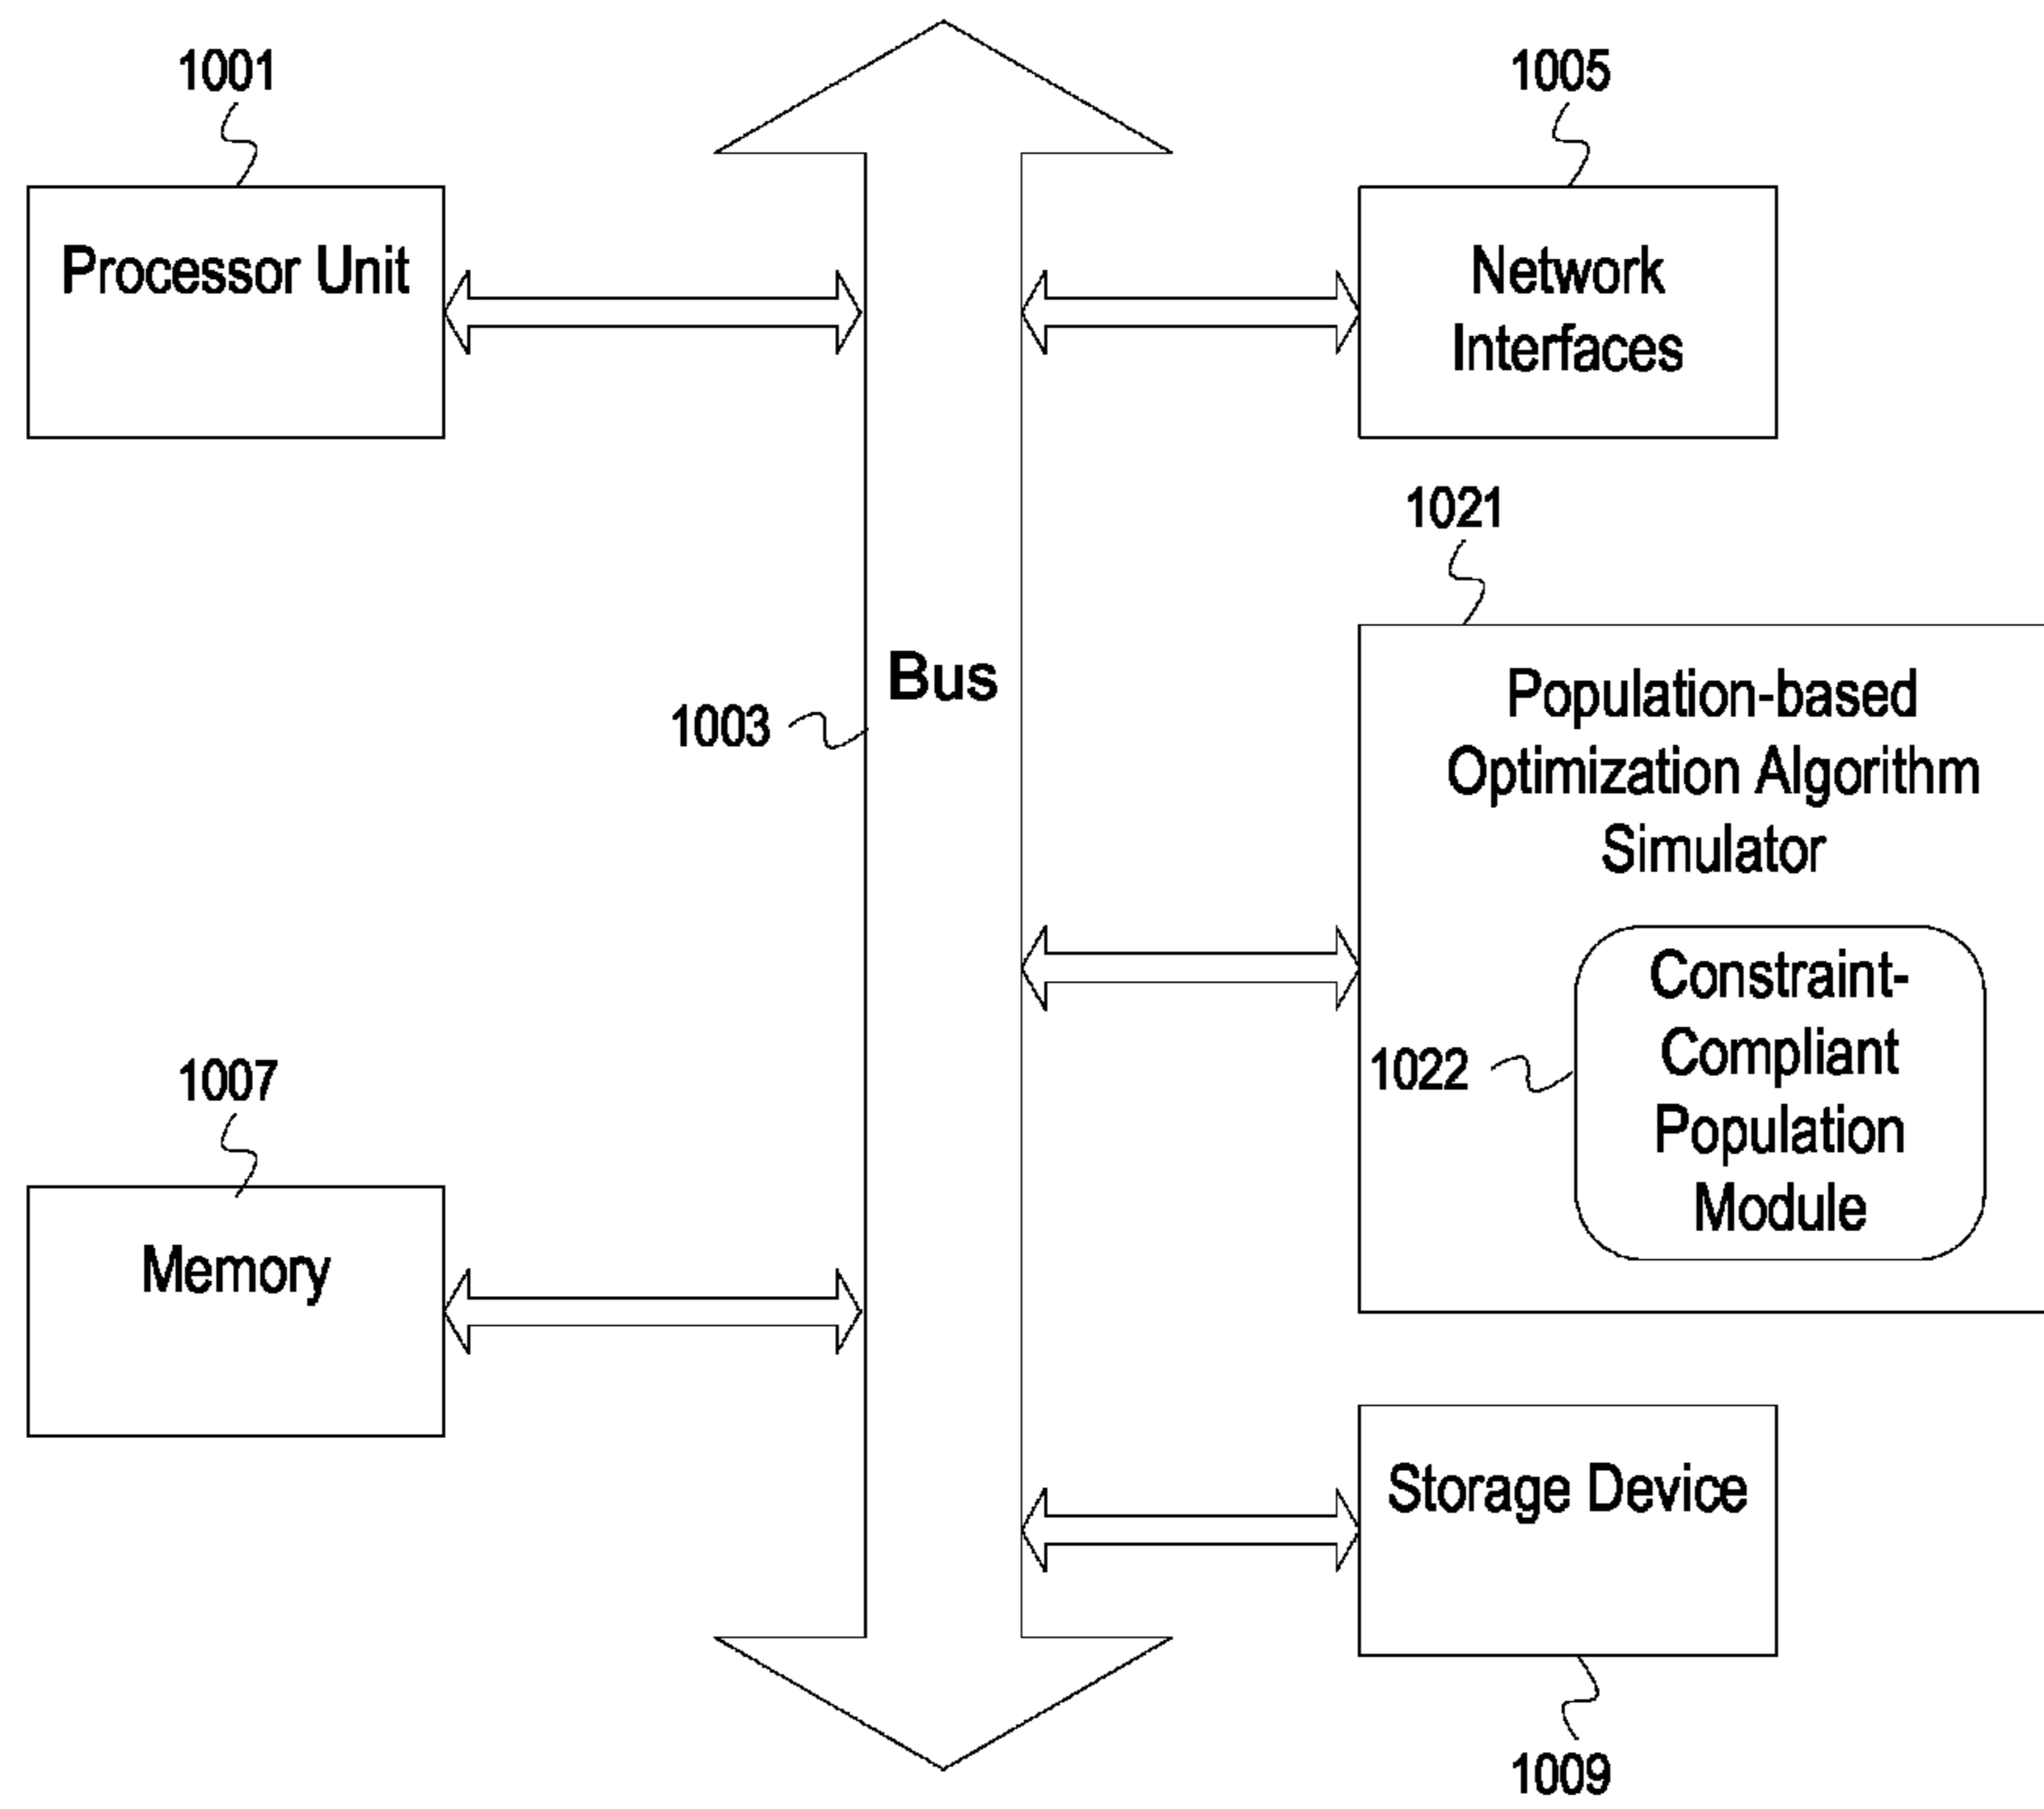 1001
1005
Processor Unit
Network
Interfaces
1021
Bus
1003
Population-based
Optimization Algorithm
Simulator
Constraint-
Compliant
Population
Module
1022
1007
Memory
Storage Device
1009